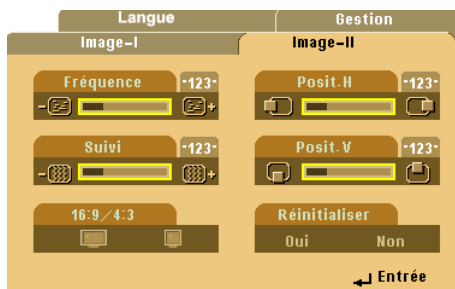 Langue Gestion
Image-I Image-II
Fréquence -123- Posit.H -123-
- +
Suivi -123- Posit.V -123-
- +
16:9/4:3 Réinitialiser
Oui Non
Entrée